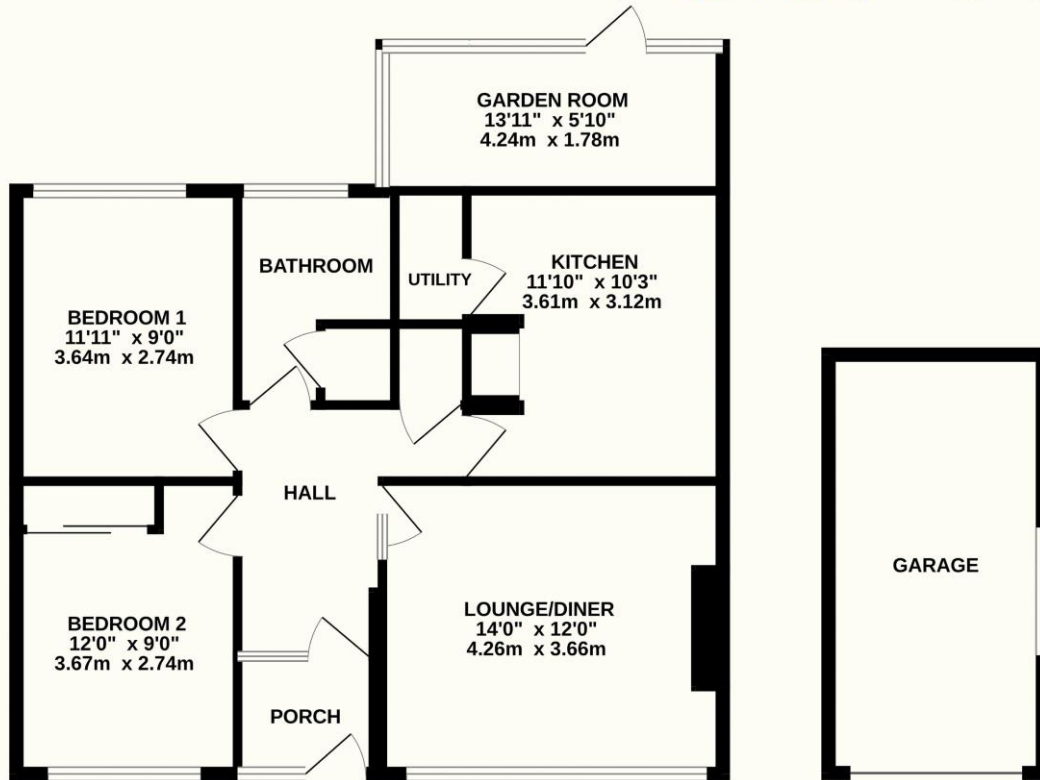 GARDEN ROOM
13'11" x 5'10"
4.24m x 1.78m
BATHROOM
UTILITY
KITCHEN
11'10" x 10'3"
3.61m x 3.12m
BEDROOM 1
11'11" x 9'0"
3.64m x 2.74m
HALL
GARAGE
BEDROOM 2
12'0" x 9'0"
3.67m x 2.74m
LOUNGE/DINER
14'0" x 12'0"
4.26m x 3.66m
PORCH